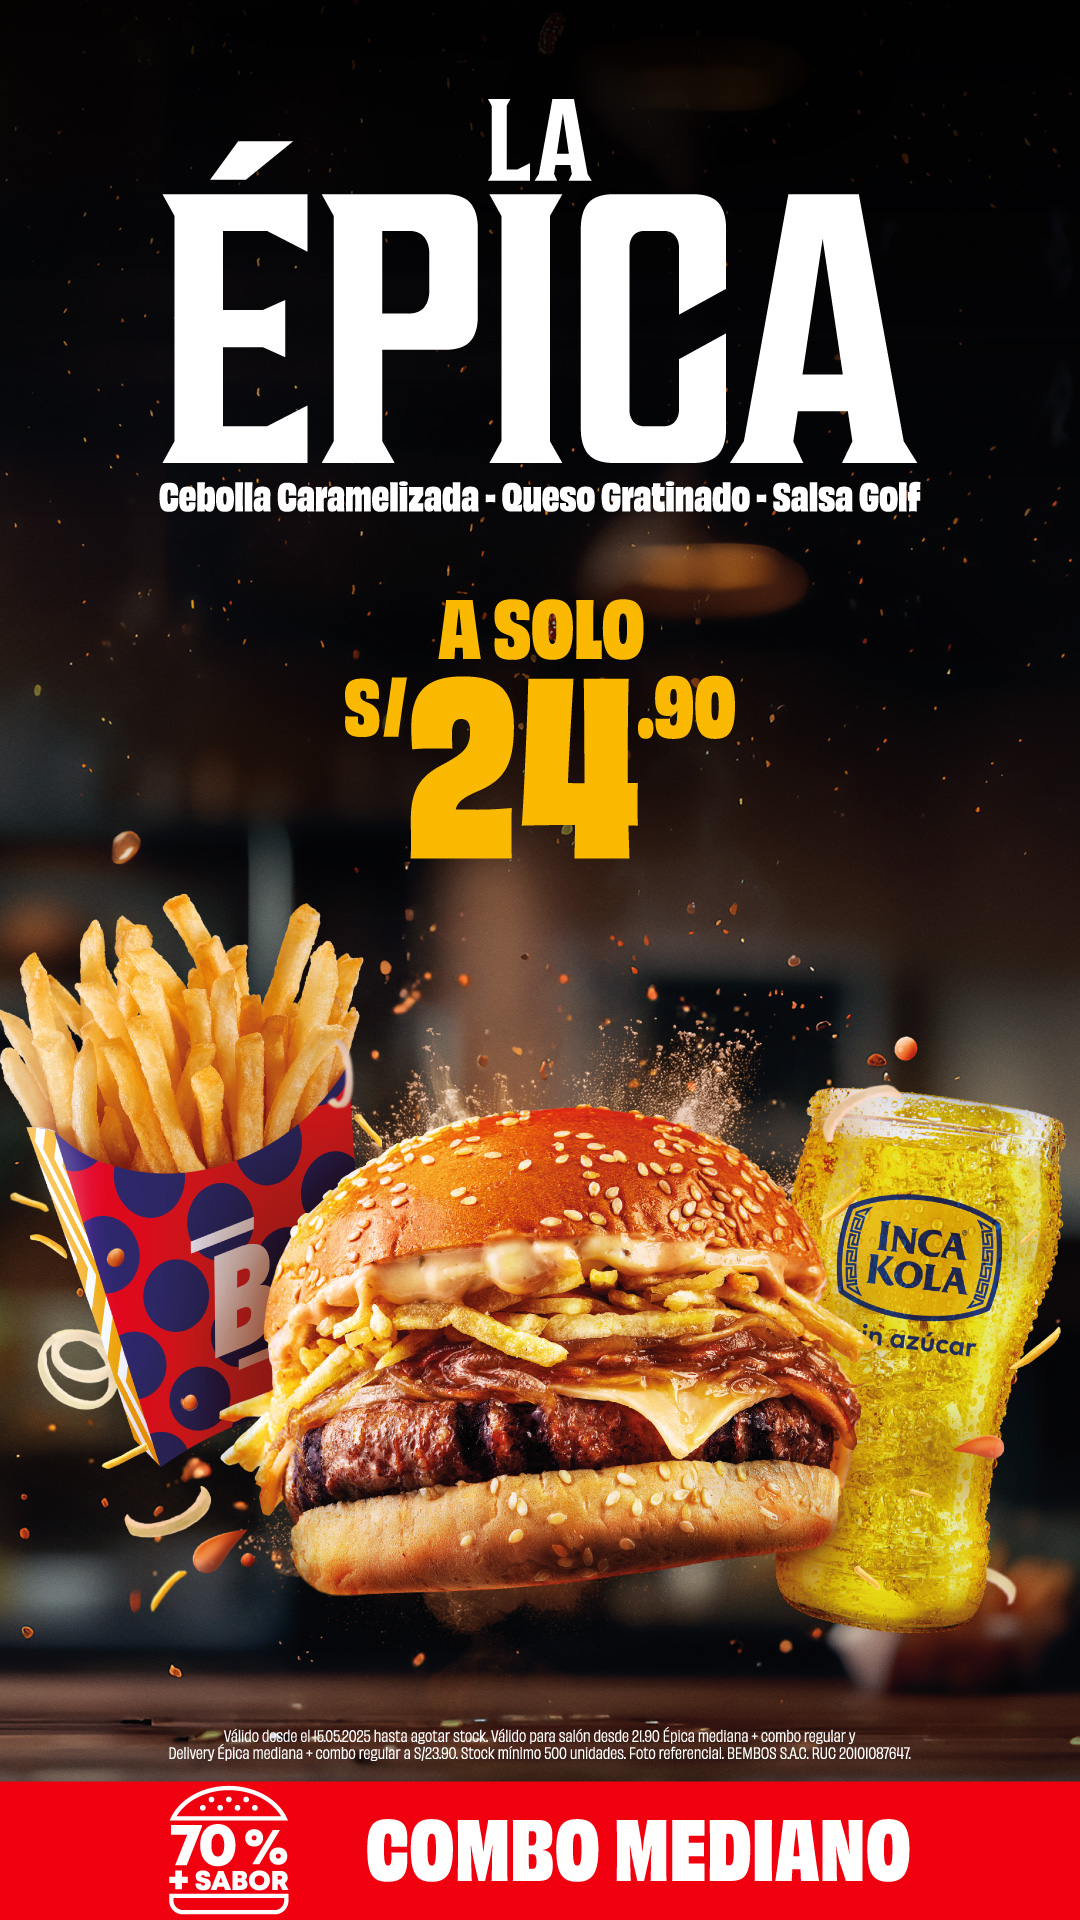 LA
ÉPICA
Cebolla Caramelizada - Queso Gratinado - Salsa Golf
A SOLO
S/24.90
B
INCA
KOLA
in azúcar
Válido desde el 15.05.2025 hasta agotar stock. Válido para salón desde 21.90 Épica mediana + combo regular y
Delivery Épica mediana + combo regular a S/23.90. Stock mínimo 500 unidades. Foto referencial. BEMBOS S.A.C. RUC 20101087647.
70 %
+ SABOR
COMBO MEDIANO